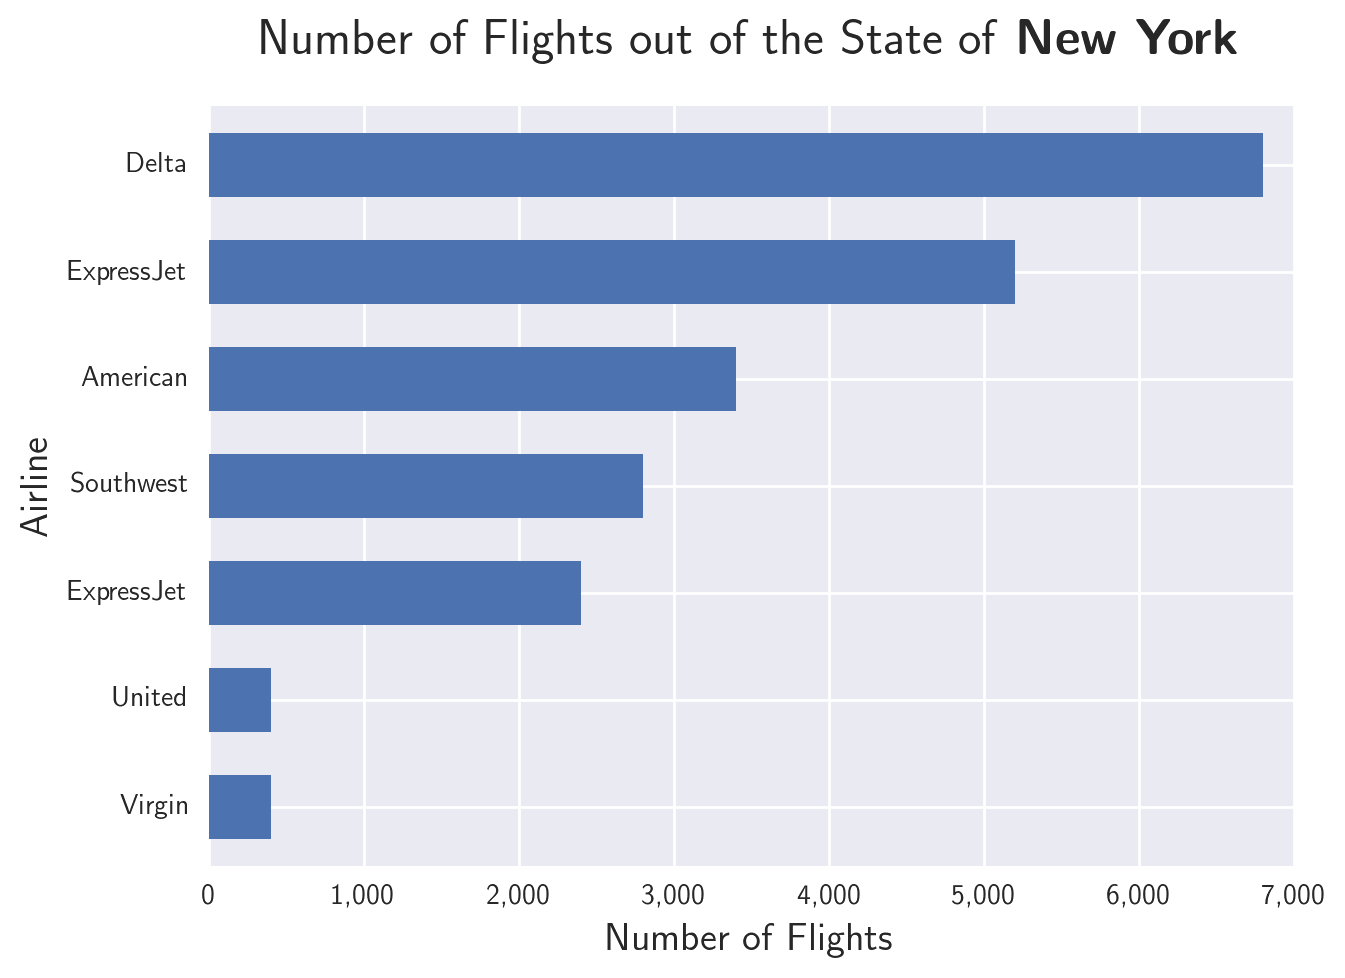 Number of Flights out of the State of New York
Delta
ExpressJet
American
Southwest
ExpressJet
United
Virgin
Airline
0 1,000 2,000 3,000 4,000 5,000 6,000 7,000
Number of Flights